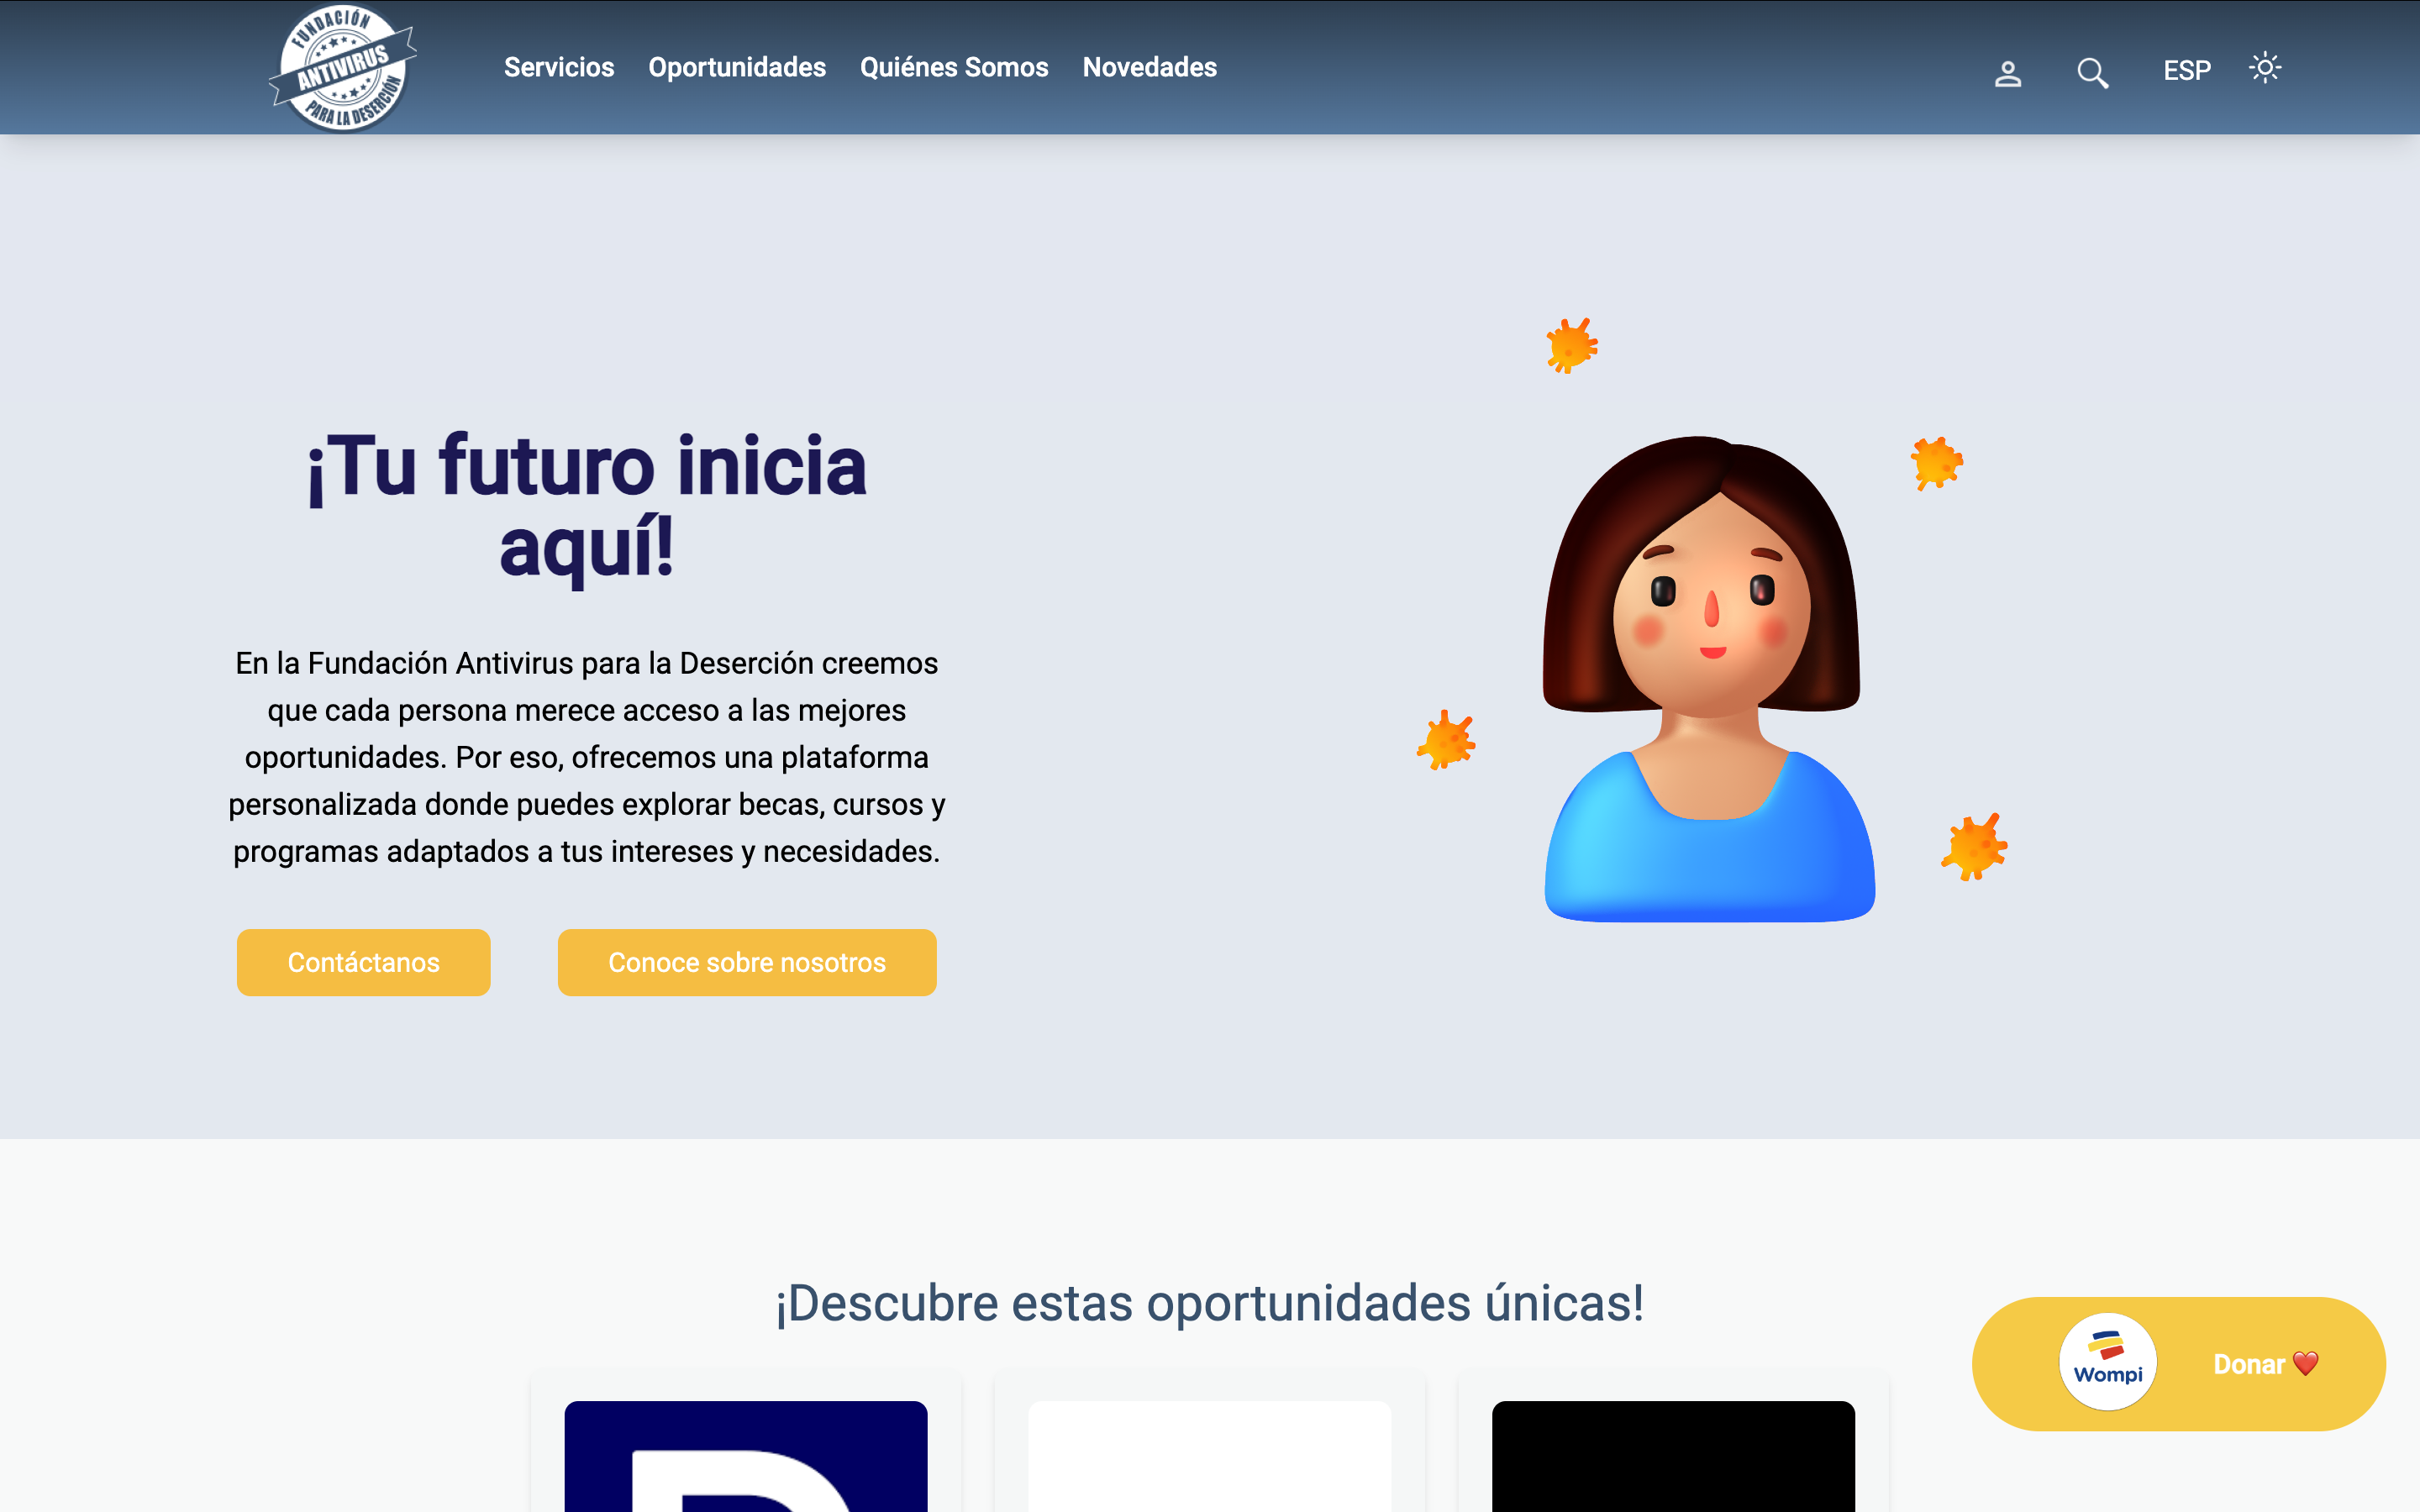 FUNDACIÓN
ANTIVIRUS
PARA LA DESERCIÓN
Servicios
Oportunidades
Quiénes Somos
Novedades
ESP
¡Tu futuro inicia
aquí!
En la Fundación Antivirus para la Deserción creemos
que cada persona merece acceso a las mejores
oportunidades. Por eso, ofrecemos una plataforma
personalizada donde puedes explorar becas, cursos y
programas adaptados a tus intereses y necesidades.
Contáctanos
Conoce sobre nosotros
¡Descubre estas oportunidades únicas!
Wompi
Donar ❤️